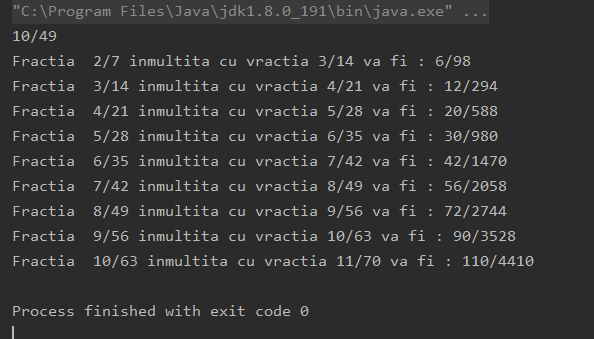 "C:\Program Files\Java\jdk1.8.0_191\bin\java.exe" ...
10/49
Fractia  2/7 inmultita cu vractia 3/14 va fi : 6/98
Fractia  3/14 inmultita cu vractia 4/21 va fi : 12/294
Fractia  4/21 inmultita cu vractia 5/28 va fi : 20/588
Fractia  5/28 inmultita cu vractia 6/35 va fi : 30/980
Fractia  6/35 inmultita cu vractia 7/42 va fi : 42/1470
Fractia  7/42 inmultita cu vractia 8/49 va fi : 56/2058
Fractia  8/49 inmultita cu vractia 9/56 va fi : 72/2744
Fractia  9/56 inmultita cu vractia 10/63 va fi : 90/3528
Fractia  10/63 inmultita cu vractia 11/70 va fi : 110/4410
Process finished with exit code 0